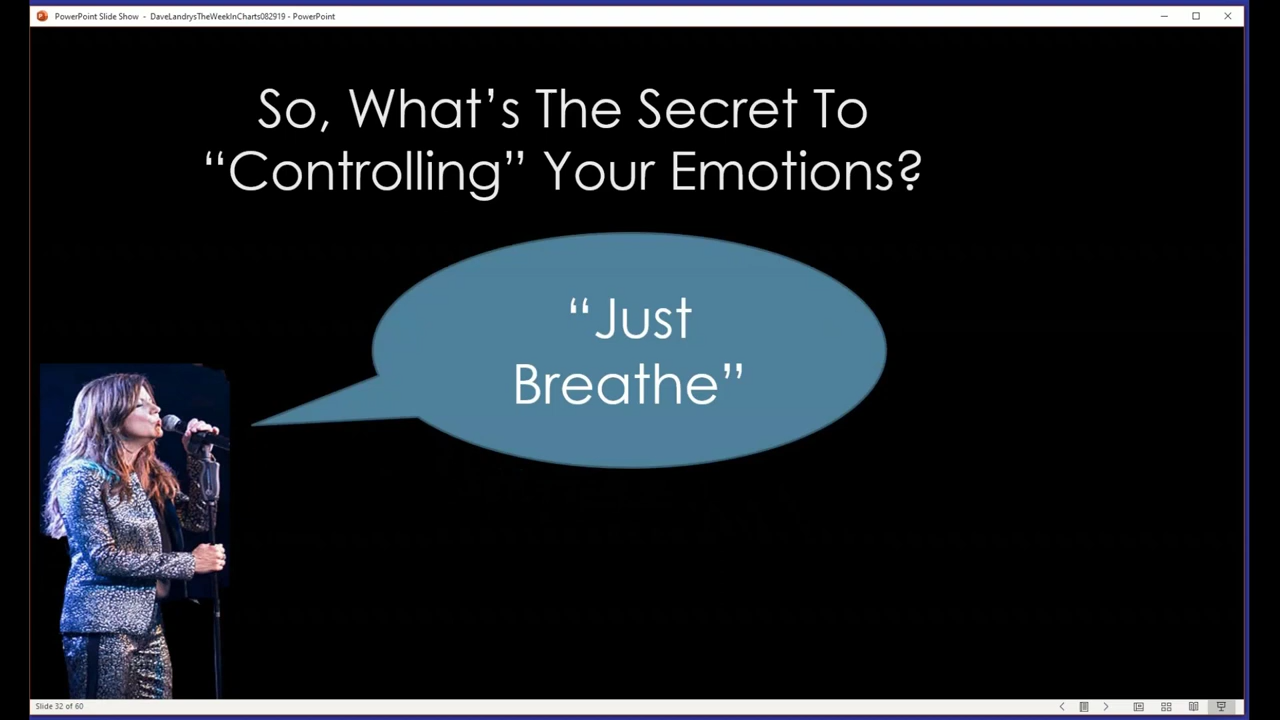 PowerPoint Slide Show - DaveLandrysTheWeekInCharts082919 - PowerPoint
So, What’s The Secret To
“Controlling” Your Emotions?
“Just
Breathe”
Slide 32 of 60